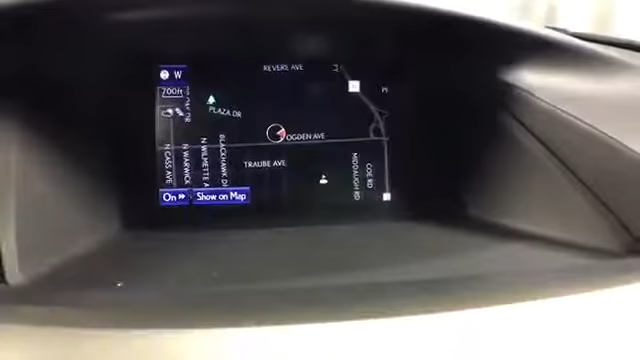 W
REVERE AVE
700ft
PLAZA DR
OGDEN AVE
N CASS AVE
N WARWICK
N WILMETTE A
BLACKHAWK DR
TRAUBE AVE
MIDDAUGH RD
COE RD
On
Show on Map